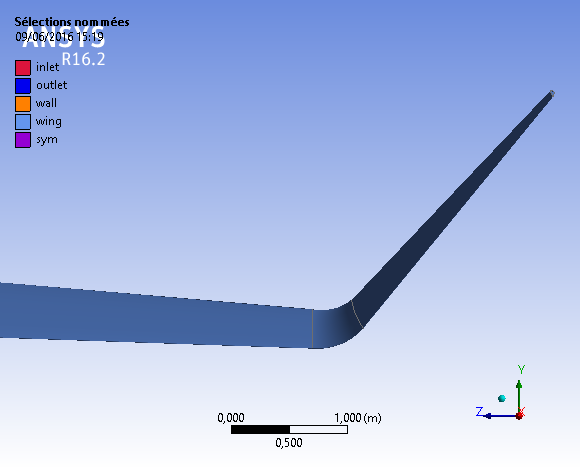 Sélections nommées
09/06/2016 15:19
ANSYS
R16.2
inlet
outlet
wall
wing
sym
Y
Z
X
0,000
1,000 (m)
0,500